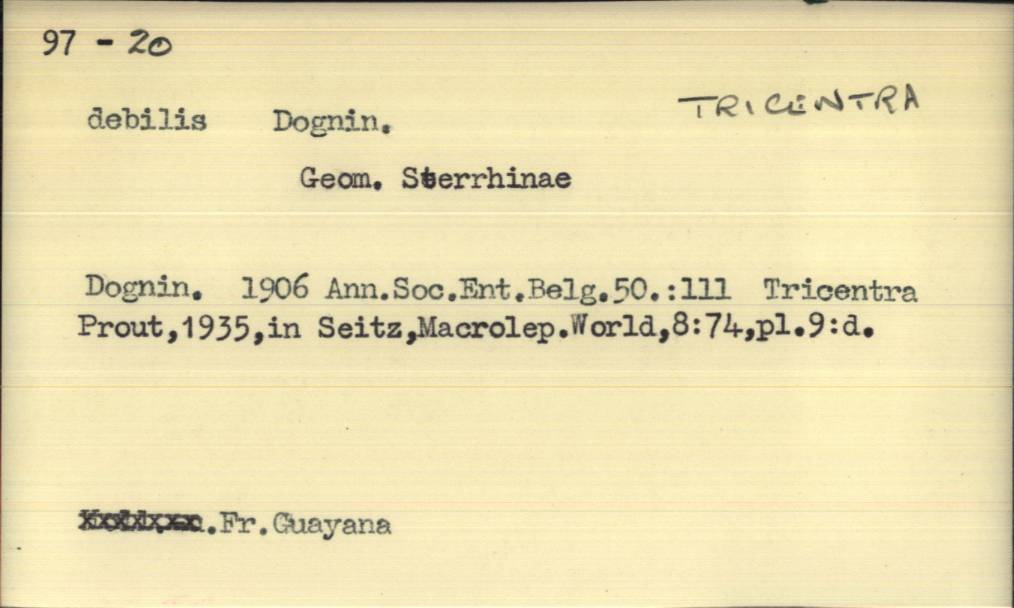 97 - 20
debilis Dognin. TRICENTRA
Geom. Sterrhinae
Dognin. 1906 Ann.Soc.Ent.Belg.50.:111 Tricentra
Prout,1935,in Seitz,Macrolep.World,8:74,pl.9:d.
.Fr.Guayana